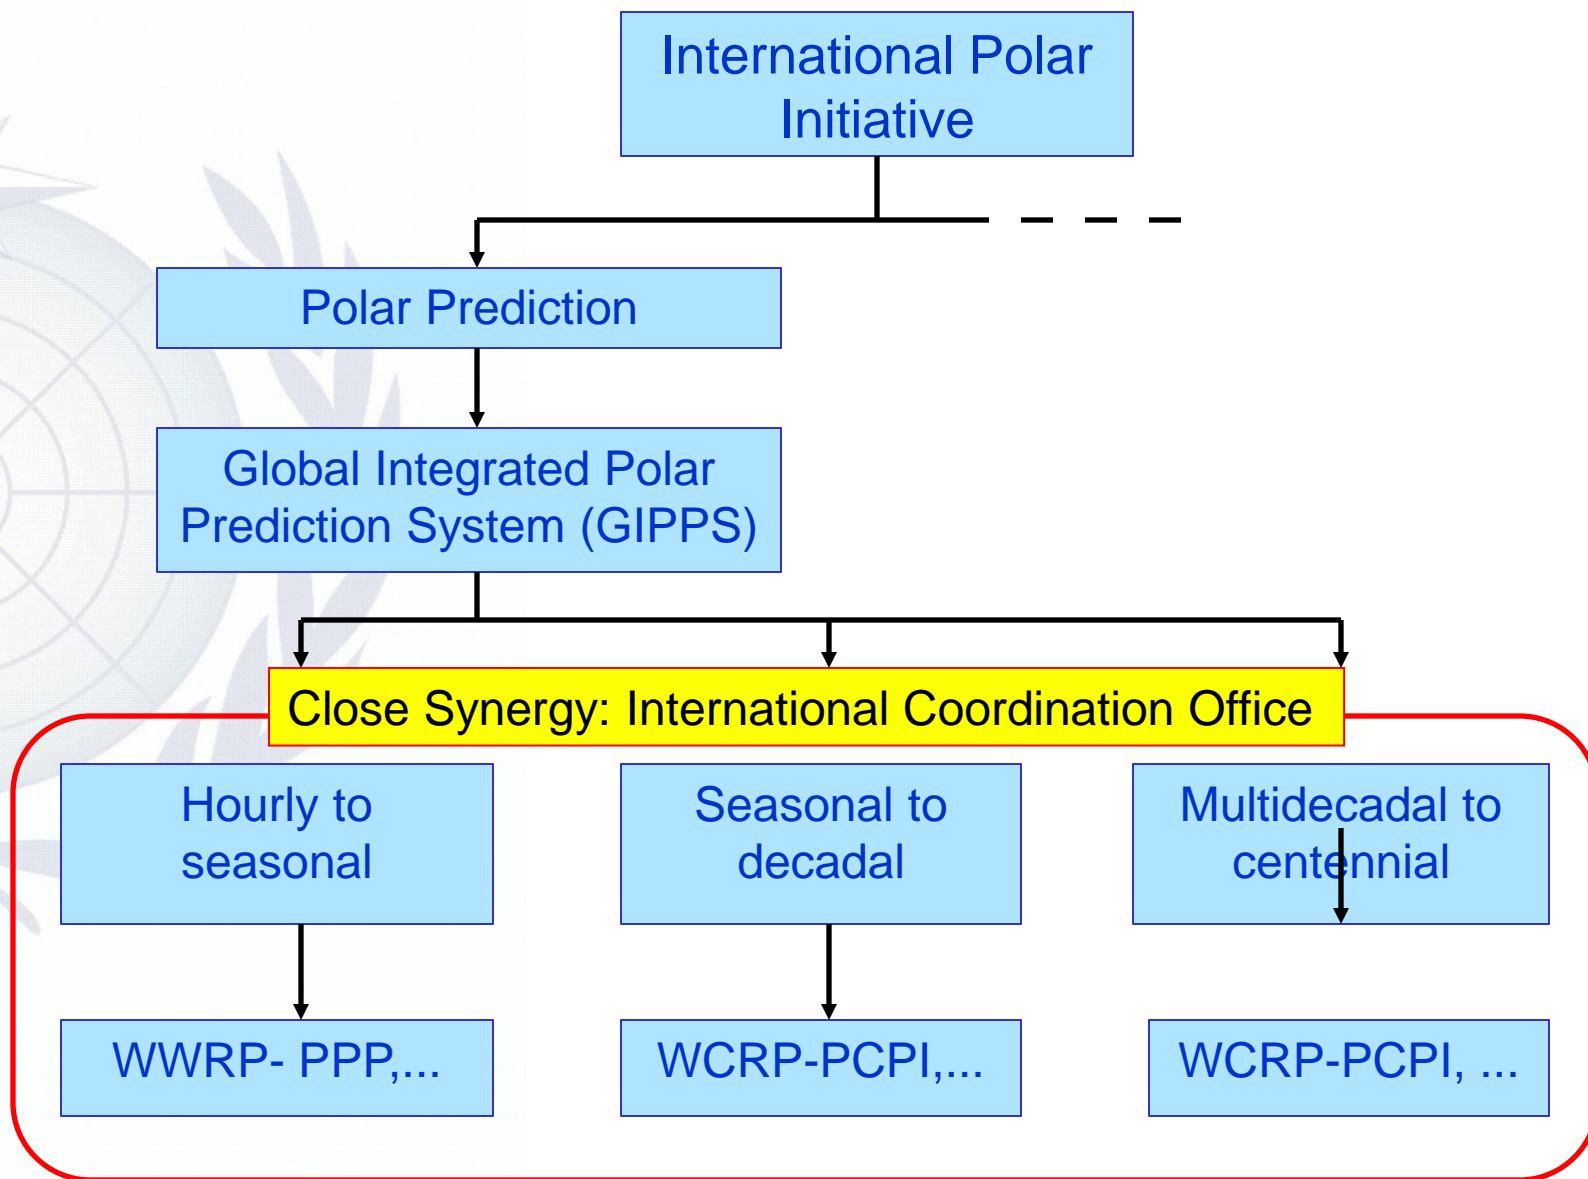 International Polar
Initiative
Polar Prediction
Global Integrated Polar
Prediction System (GIPPS)
Close Synergy: International Coordination Office
Hourly to
seasonal
Seasonal to
decadal
Multidecadal to
centennial
WWRP- PPP,...
WCRP-PCPI,...
WCRP-PCPI, ...